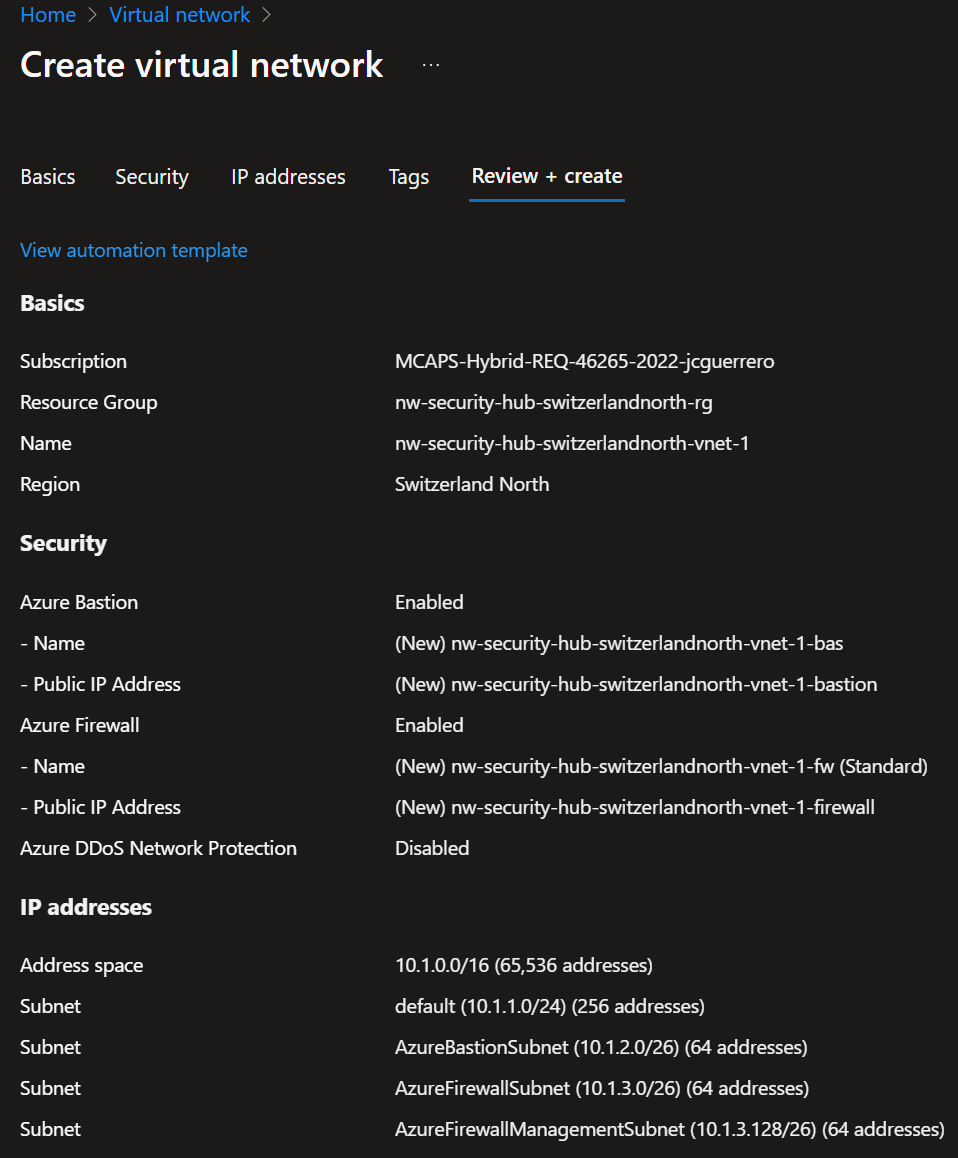 Home > Virtual network >
Create virtual network ...
Basics Security IP addresses Tags Review + create
View automation template
Basics
Subscription MCAPS-Hybrid-REQ-46265-2022-jcguerrero
Resource Group nw-security-hub-switzerlandnorth-rg
Name nw-security-hub-switzerlandnorth-vnet-1
Region Switzerland North
Security
Azure Bastion Enabled
- Name (New) nw-security-hub-switzerlandnorth-vnet-1-bas
- Public IP Address (New) nw-security-hub-switzerlandnorth-vnet-1-bastion
Azure Firewall Enabled
- Name (New) nw-security-hub-switzerlandnorth-vnet-1-fw (Standard)
- Public IP Address (New) nw-security-hub-switzerlandnorth-vnet-1-firewall
Azure DDoS Network Protection Disabled
IP addresses
Address space 10.1.0.0/16 (65,536 addresses)
Subnet default (10.1.1.0/24) (256 addresses)
Subnet AzureBastionSubnet (10.1.2.0/26) (64 addresses)
Subnet AzureFirewallSubnet (10.1.3.0/26) (64 addresses)
Subnet AzureFirewallManagementSubnet (10.1.3.128/26) (64 addresses)